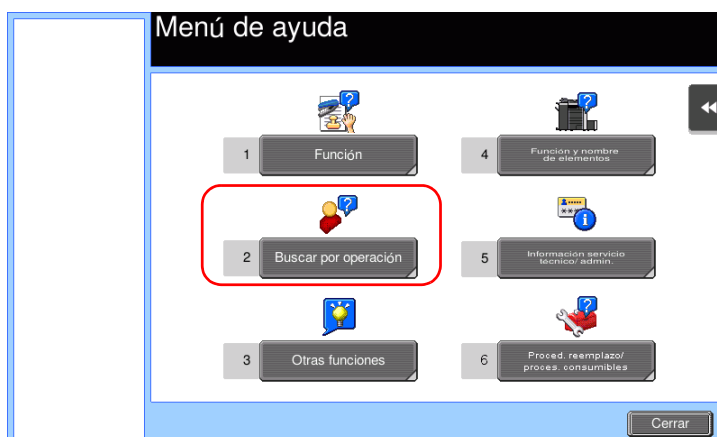 Menú de ayuda
1 Función
4 Función y nombre
de elementos
2 Buscar por operación
5 Información servicio
técnico/ admin.
3 Otras funciones
6 Proced. reemplazo/
proces. consumibles
Cerrar